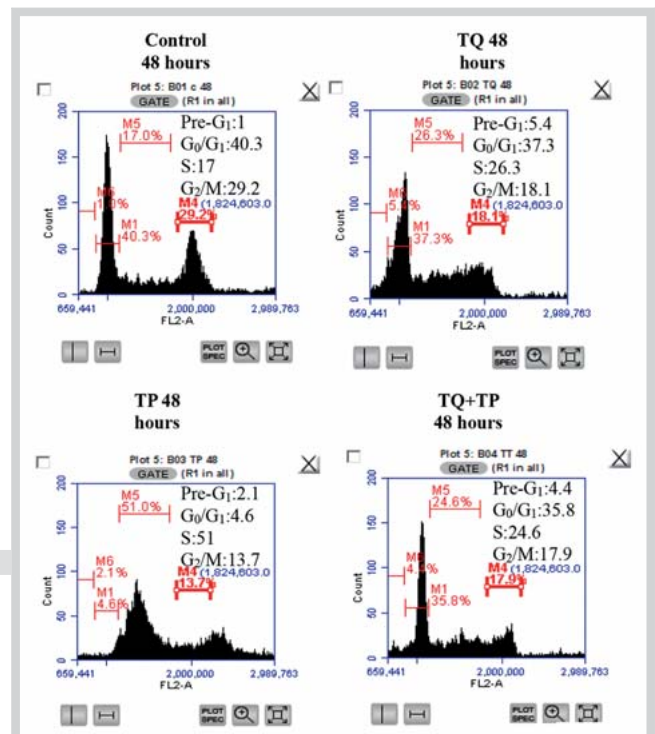 Control
48 hours
Plot 5: B01 c 48
GATE (R1 in all)
M5
17.0%
Pre-G₁:1
G₀/G₁:40.3
S:17
G₂/M:29.2
M4 (1,824,603.0
29.2%
M1
40.3%
Count
0
50
100
150
200
659,441
2,000,000
2,989,763
FL2-A
PLOT
SPEC
TQ 48
hours
Plot 5: B02 TQ 48
GATE (R1 in all)
M5
26.3%
Pre-G₁:5.4
G₀/G₁:37.3
S:26.3
G₂/M:18.1
M4 (1,824,603.0
18.1%
M1
37.3%
Count
0
50
100
150
200
659,441
2,000,000
2,989,763
FL2-A
PLOT
SPEC
TP 48
hours
Plot 5: B03 TP 48
GATE (R1 in all)
M5
51.0%
Pre-G₁:2.1
G₀/G₁:4.6
S:51
G₂/M:13.7
M4 (1,824,603.0
13.7%
M6
2.1%
M1
4.6%
Count
0
50
100
150
200
659,441
2,000,000
2,989,763
FL2-A
PLOT
SPEC
TQ+TP
48 hours
Plot 5: B04 TT 48
GATE (R1 in all)
M5
24.6%
Pre-G₁:4.4
G₀/G₁:35.8
S:24.6
G₂/M:17.9
M4 (1,824,603.0
17.9%
M1
35.8%
Count
0
50
100
150
200
659,441
2,000,000
2,989,763
FL2-A
PLOT
SPEC